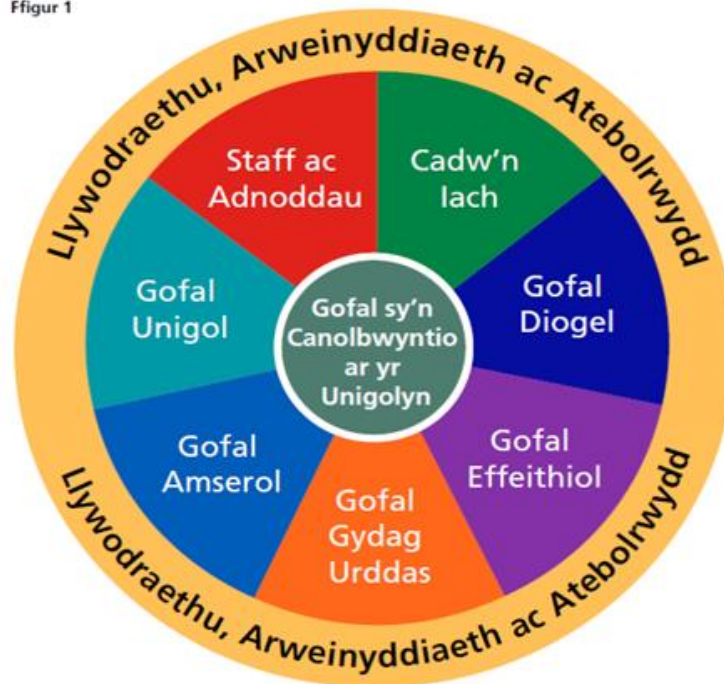 Ffigur 1
Llywodraethu, Arweinyddiaeth ac Atebolrwydd
Staff ac
Adnoddau
Cadw'n
Iach
Gofal
Unigol
Gofal
Diogel
Gofal sy'n
Canolbwyntio
ar yr
Unigolyn
Gofal
Amserol
Gofal
Effeithiol
Gofal
Gydag
Urddas
Llywodraethu, Arweinyddiaeth ac Atebolrwydd